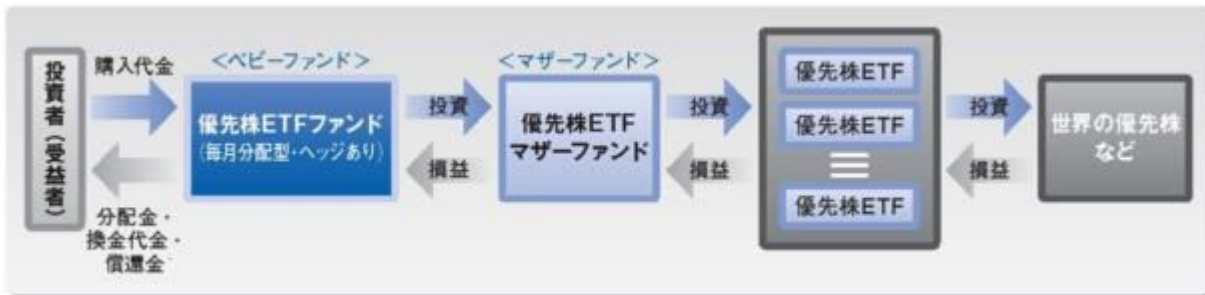 投資者（受益者）
購入代金
分配金・
換金代金・
償還金
＜ベビーファンド＞
優先株ETFファンド
（毎月分配型・ヘッジあり）
投資
損益
＜マザーファンド＞
優先株ETF
マザーファンド
投資
損益
優先株ETF
優先株ETF
優先株ETF
投資
損益
世界の優先株
など